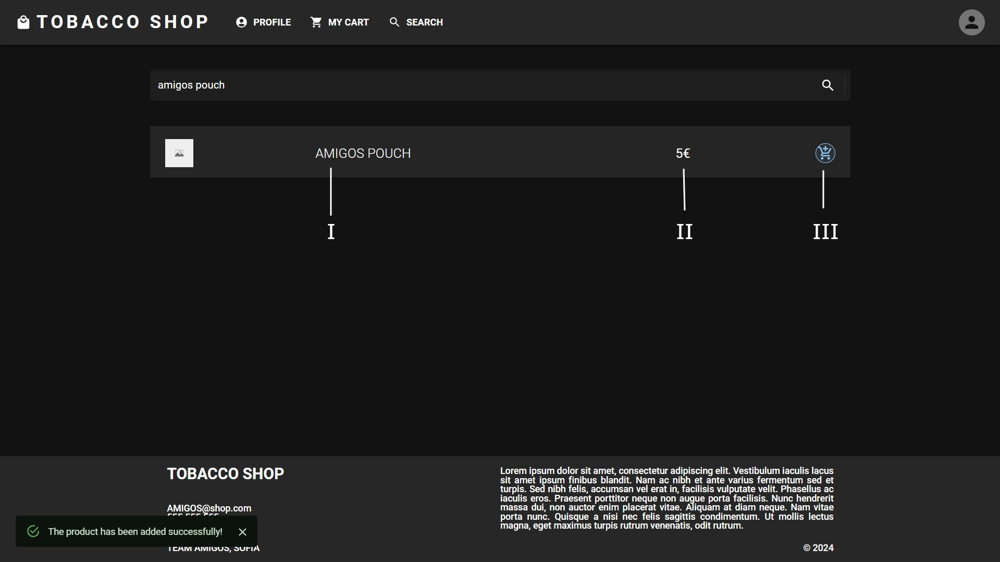 TOBACCO SHOP
PROFILE
MY CART
SEARCH
amigos pouch
AMIGOS POUCH
5€
I
II
III
TOBACCO SHOP
AMIGOS@shop.com
The product has been added successfully!
TEAM AMIGOS, SOFIA
Lorem ipsum dolor sit amet, consectetur adipiscing elit. Vestibulum iaculis lacus
sit amet ipsum finibus blandit. Nam ac nibh et ante varius fermentum sed et
turpis. Sed nibh felis, accumsan vel erat in, facilisis vulputate velit. Phasellus ac
iaculis eros. Praesent porttitor neque non augue porta facilisis. Nunc hendrerit
massa dui, non auctor enim placerat vitae. Aliquam at diam neque. Nam vitae
porta nunc. Quisque a nisi nec felis sagittis condimentum. Ut mollis lectus
magna, eget maximus turpis rutrum venenatis, odit rutrum.
© 2024